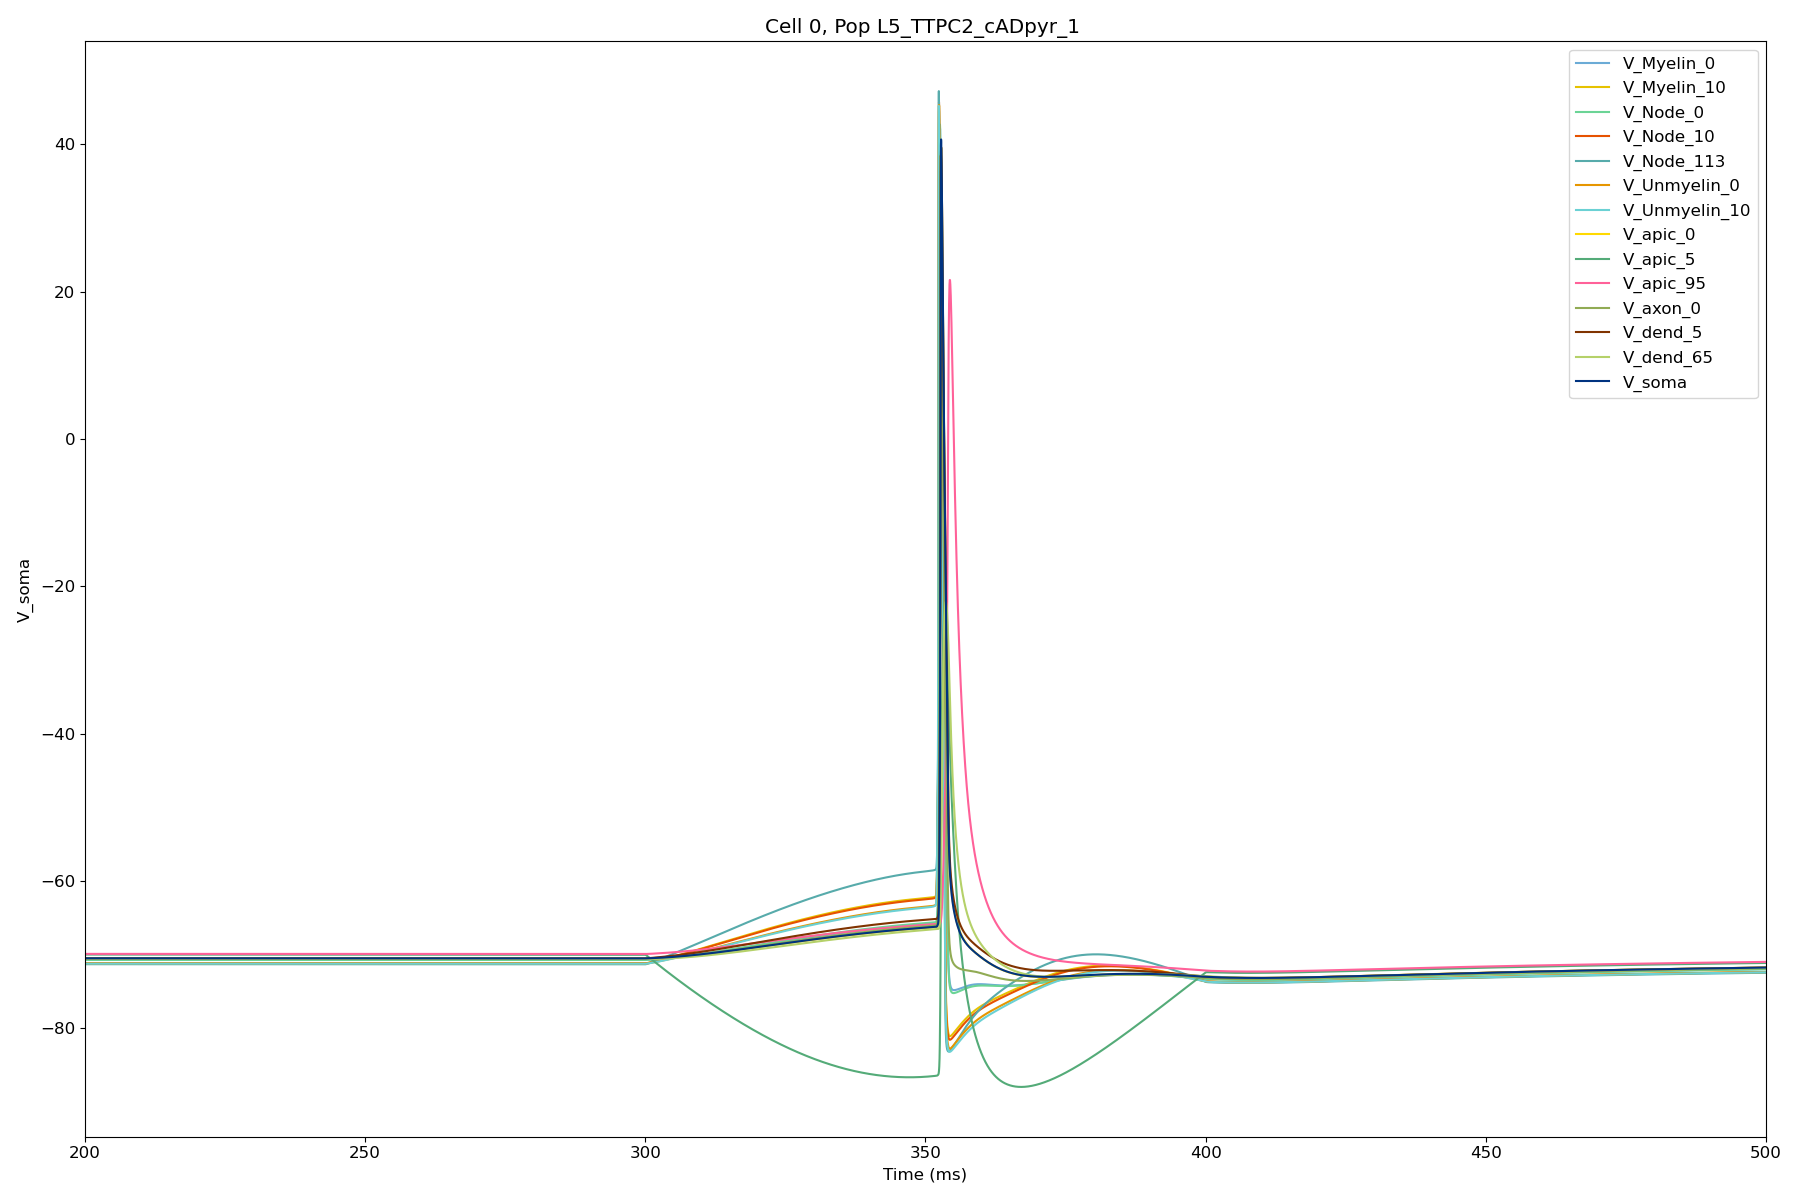 Cell 0, Pop L5_TTPC2_cADpyr_1
V_Myelin_0
V_Myelin_10
V_Node_0
V_Node_10
V_Node_113
V_Unmyelin_0
V_Unmyelin_10
V_apic_0
V_apic_5
V_apic_95
V_axon_0
V_dend_5
V_dend_65
V_soma
40
20
0
−20
−40
−60
−80
V_soma
200
250
300
350
400
450
500
Time (ms)